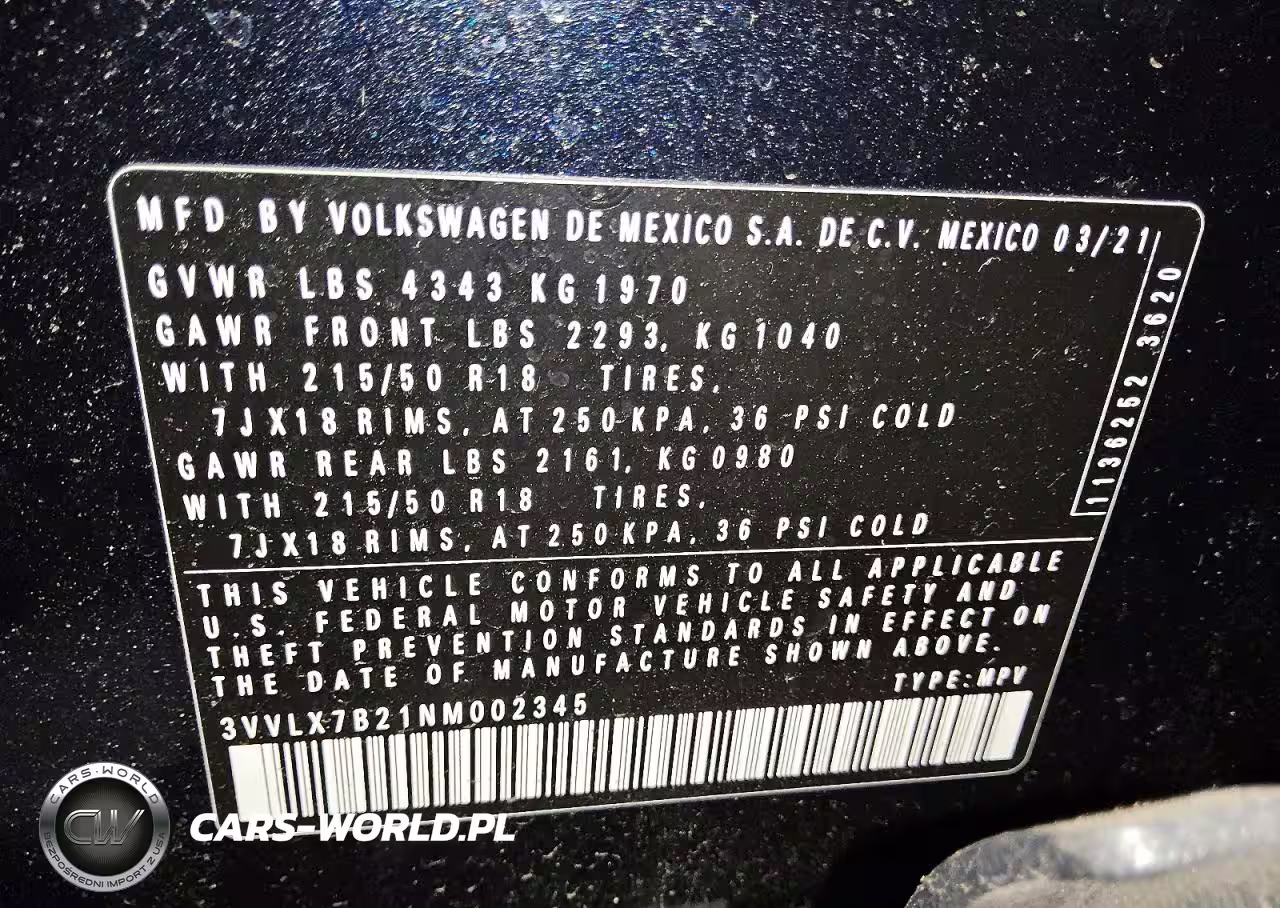 MFD BY VOLKSWAGEN DE MEXICO S.A. DE C.V. MEXICO 03/21
GVWR LBS 4343 KG 1970
GAWR FRONT LBS 2293, KG 1040
WITH 215/50 R18 TIRES,
7JX18 RIMS, AT 250 KPA, 36 PSI COLD
GAWR REAR LBS 2161, KG 0980
WITH 215/50 R18 TIRES,
7JX18 RIMS, AT 250 KPA, 36 PSI COLD
1136252 3620
THIS VEHICLE CONFORMS TO ALL APPLICABLE
U.S. FEDERAL MOTOR VEHICLE SAFETY AND
THEFT PREVENTION STANDARDS IN EFFECT ON
THE DATE OF MANUFACTURE SHOWN ABOVE.
TYPE: MPV
3VVLX7B21NM002345
CARS-WORLD
CW
BEZPOŚREDNI IMPORT Z USA
CARS-WORLD.PL